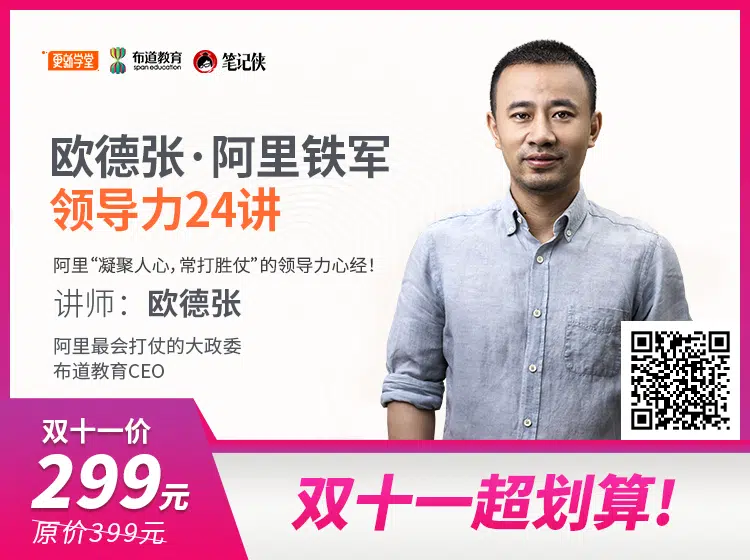 更新学堂 布道教育 笔记侠
span education
欧德张·阿里铁军
领导力24讲
阿里“凝聚人心，常打胜仗”的领导力心经！
讲师：欧德张
阿里最会打仗的大政委
布道教育CEO
双十一价
299元
原价399元
双十一超划算!